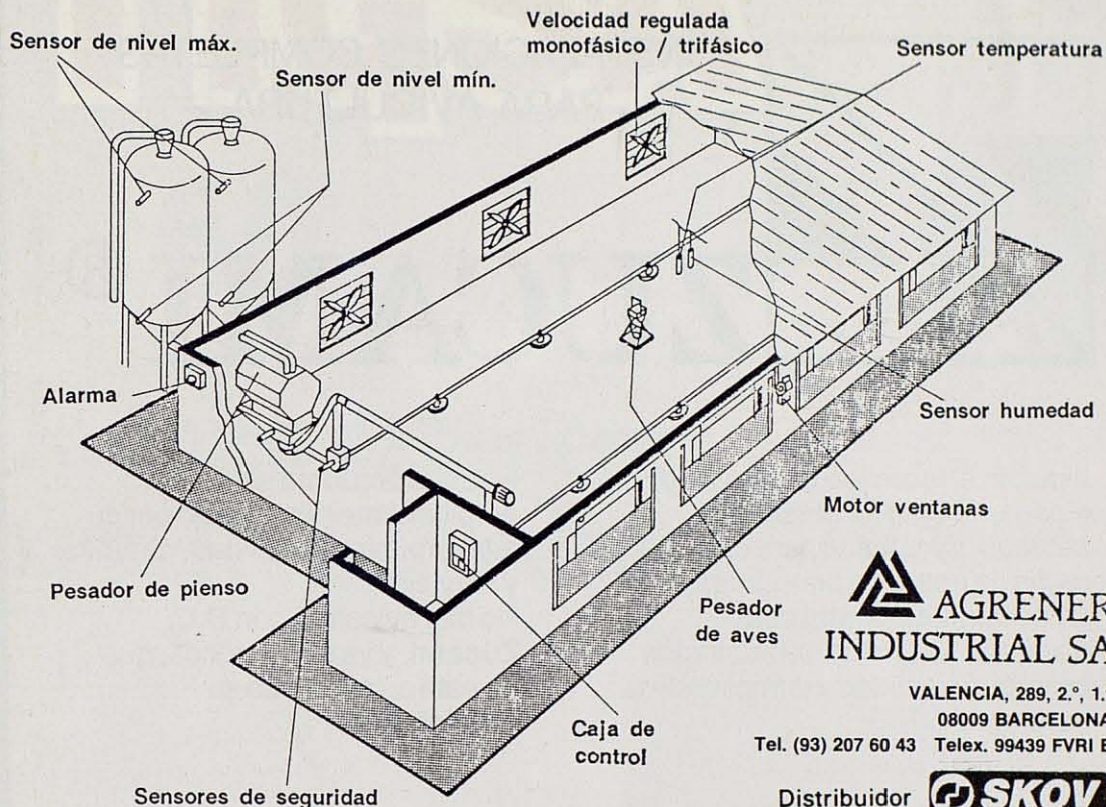 Velocidad regulada
monofásico / trifásico
Sensor de nivel máx.
Sensor temperatura
Sensor de nivel mín.
Alarma
Sensor humedad
Motor ventanas
Pesador de pienso
Pesador
de aves
AGRENER
INDUSTRIAL SA
VALENCIA, 289, 2.º, 1.
08009 BARCELONA
Caja de
control
Tel. (93) 207 60 43 Telex. 99439 FVRI E
Sensores de seguridad
Distribuidor SKOV